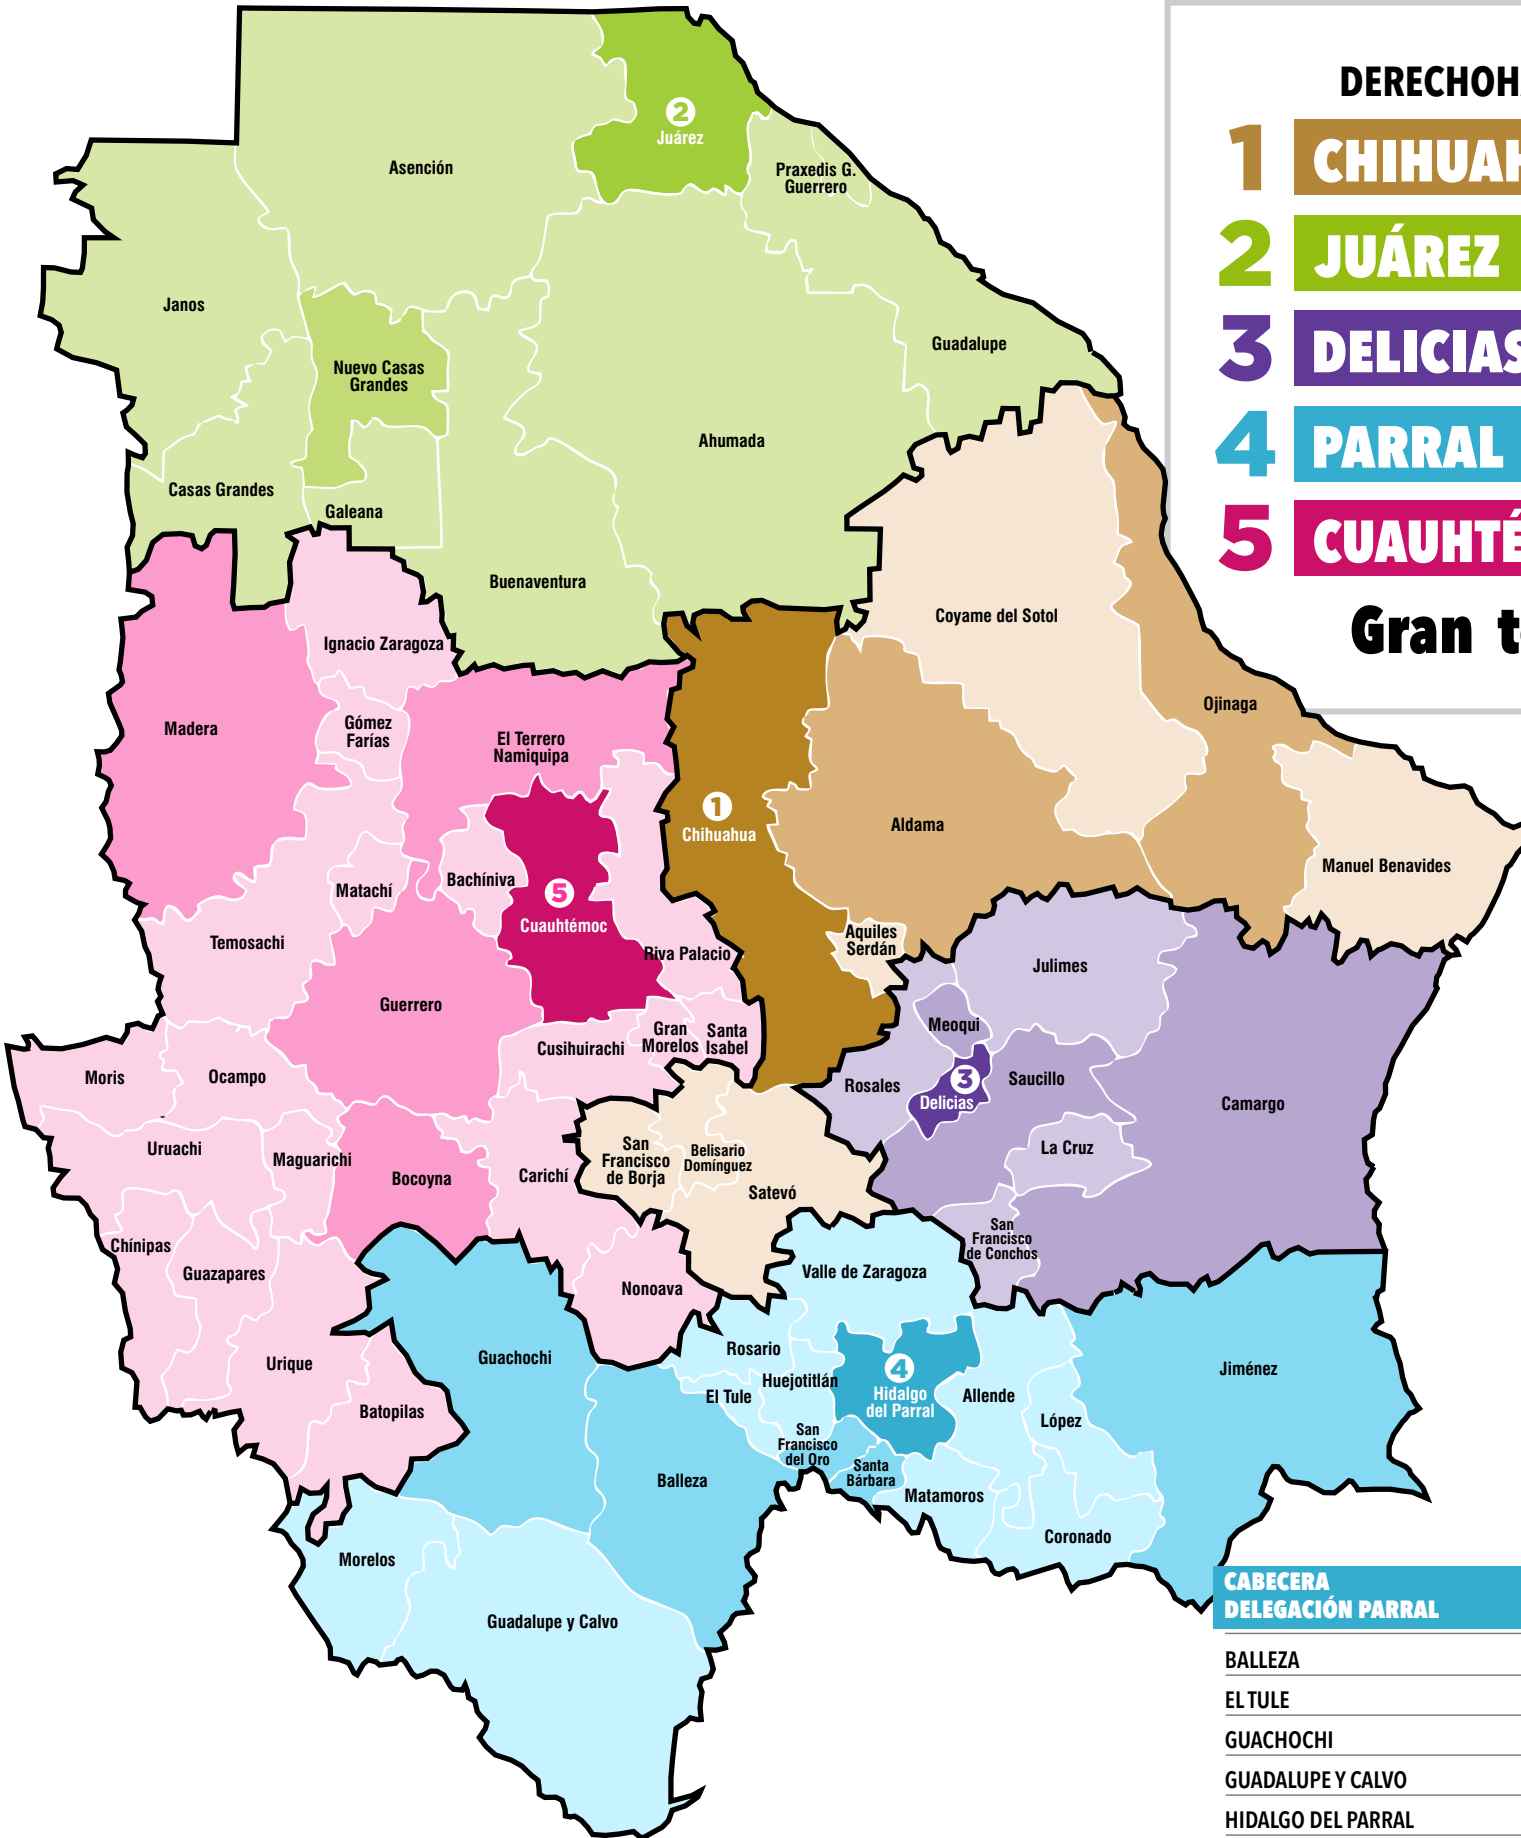 DERECHOH
1 CHIHUAH
2 JUÁREZ
3 DELICIAS
4 PARRAL
5 CUAUHTÉ
Gran t
2
Juárez
Asención
Praxedis G.
Guerrero
Janos
Guadalupe
Nuevo Casas
Grandes
Ahumada
Casas Grandes
Galeana
Buenaventura
Coyame del Sotol
Ignacio Zaragoza
Ojinaga
Madera
Gómez
Farías
El Terrero
Namiquipa
1
Chihuahua
Aldama
Manuel Benavides
Matachí
Bachíniva
5
Cuauhtémoc
Temosachi
Riva Palacio
Aquiles
Serdán
Julimes
Guerrero
Meoqui
Gran
Morelos
Santa
Isabel
Cusihuirachi
Moris
Ocampo
Rosales
3
Delicias
Saucillo
Camargo
Uruachi
Maguarichi
Bocoyna
Carichí
San
Francisco
de Borja
Belisario
Domínguez
Satevó
La Cruz
Chínipas
Guazapares
San
Francisco
de Conchos
Nonoava
Valle de Zaragoza
Urique
Guachochi
Rosario
Huejotitlán
4
Hidalgo
del Parral
Allende
Jiménez
Batopilas
El Tule
López
San
Francisco
del Oro
Santa
Bárbara
Balleza
Matamoros
Coronado
Morelos
Guadalupe y Calvo
CABECERA
DELEGACIÓN PARRAL
BALLEZA
EL TULE
GUACHOCHI
GUADALUPE Y CALVO
HIDALGO DEL PARRAL